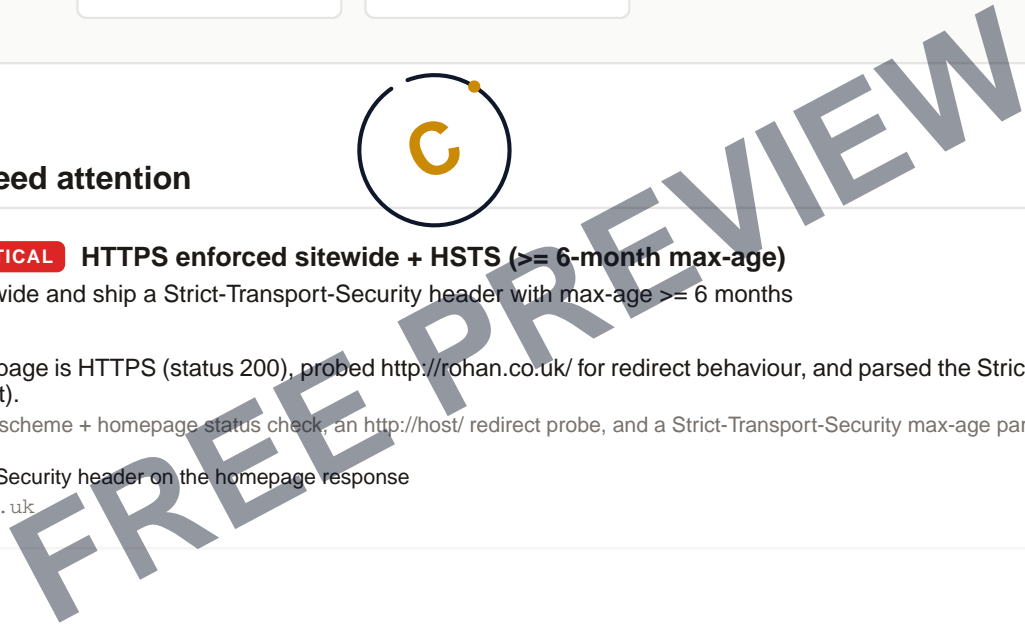 C
eed attention
TICAL HTTPS enforced sitewide + HSTS (>= 6-month max-age)
wide and ship a Strict-Transport-Security header with max-age >= 6 months
page is HTTPS (status 200), probed http://rohan.co.uk/ for redirect behaviour, and parsed the Stric
t).
scheme + homepage status check, an http://host/ redirect probe, and a Strict-Transport-Security max-age par
Security header on the homepage response
.uk
FREE PREVIEW